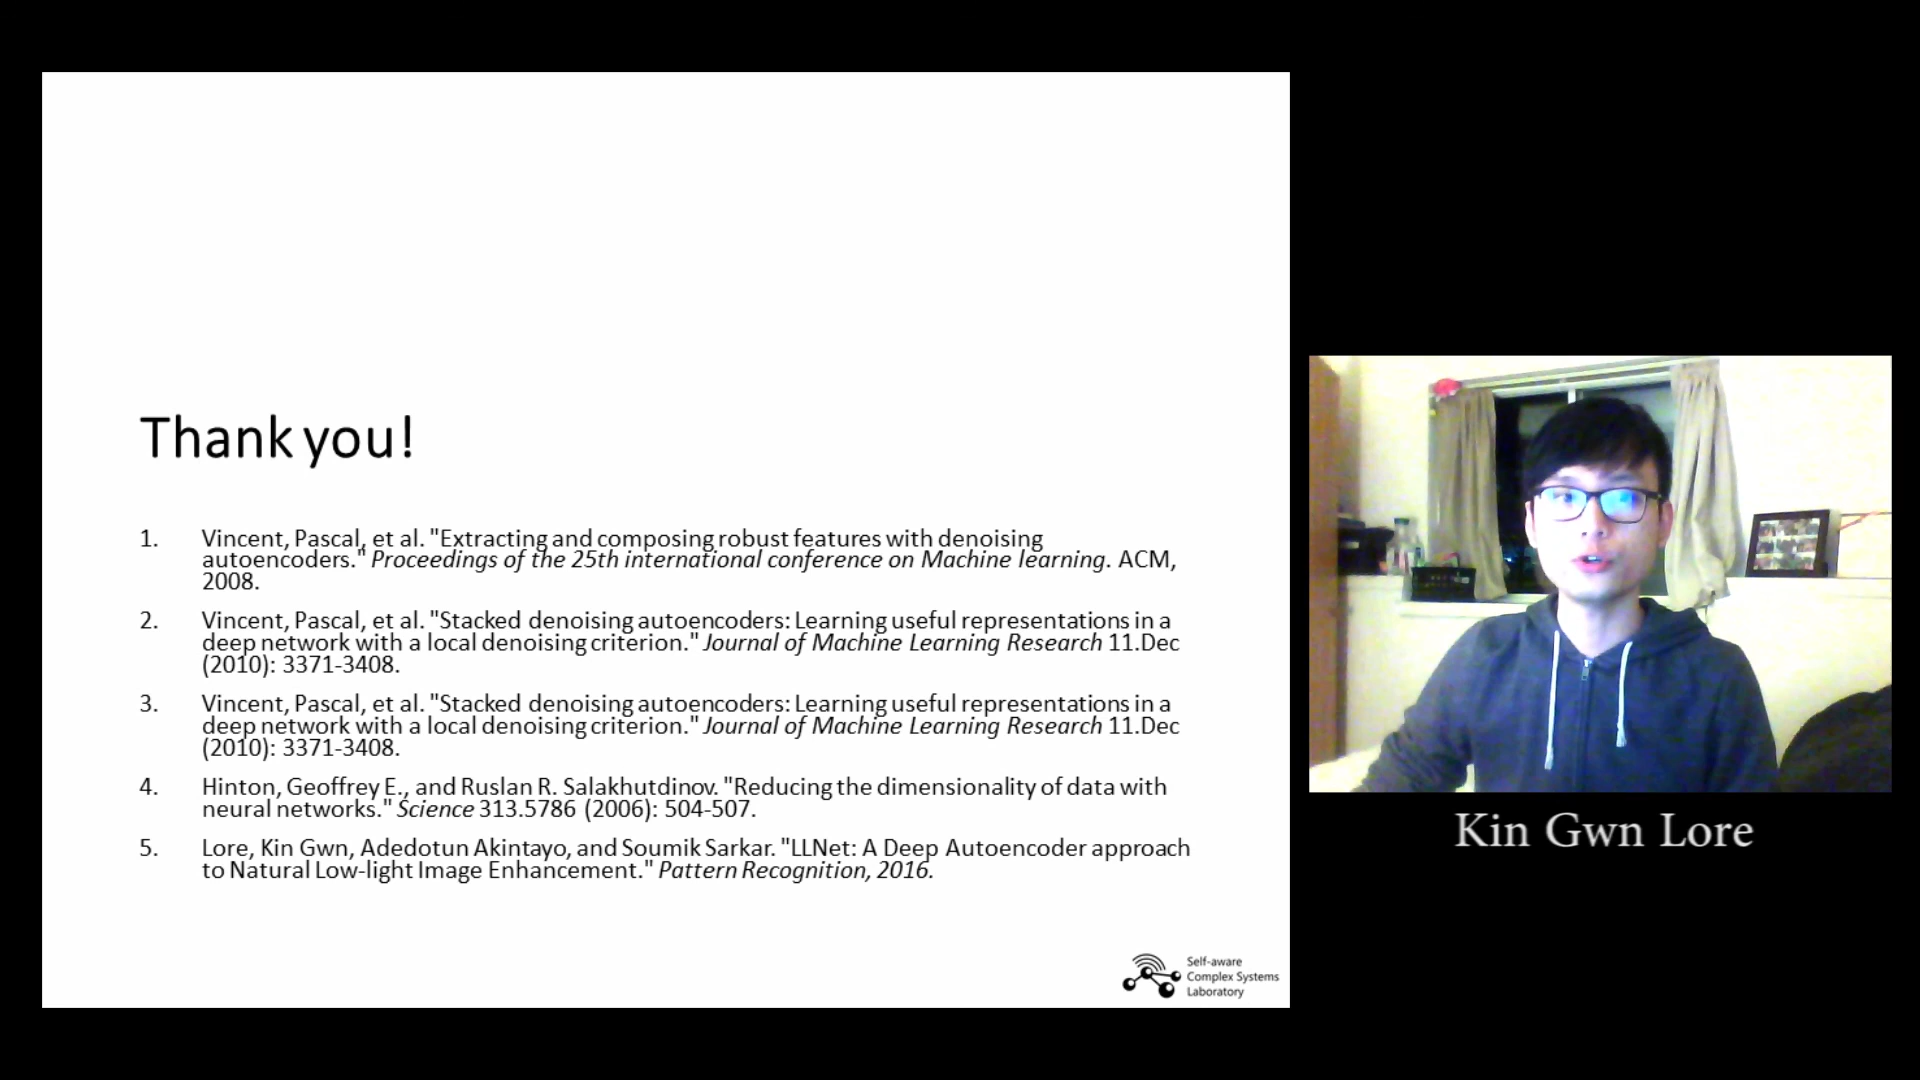 Thank you!
1. Vincent, Pascal, et al. "Extracting and composing robust features with denoising
autoencoders." Proceedings of the 25th international conference on Machine learning. ACM,
2008.
2. Vincent, Pascal, et al. "Stacked denoising autoencoders: Learning useful representations in a
deep network with a local denoising criterion." Journal of Machine Learning Research 11.Dec
(2010): 3371-3408.
3. Vincent, Pascal, et al. "Stacked denoising autoencoders: Learning useful representations in a
deep network with a local denoising criterion." Journal of Machine Learning Research 11.Dec
(2010): 3371-3408.
4. Hinton, Geoffrey E., and Ruslan R. Salakhutdinov. "Reducing the dimensionality of data with
neural networks." Science 313.5786 (2006): 504-507.
5. Lore, Kin Gwn, Adedotun Akintayo, and Soumik Sarkar. "LLNet: A Deep Autoencoder approach
to Natural Low-light Image Enhancement." Pattern Recognition, 2016.
Self-aware
Complex Systems
Laboratory
Kin Gwn Lore